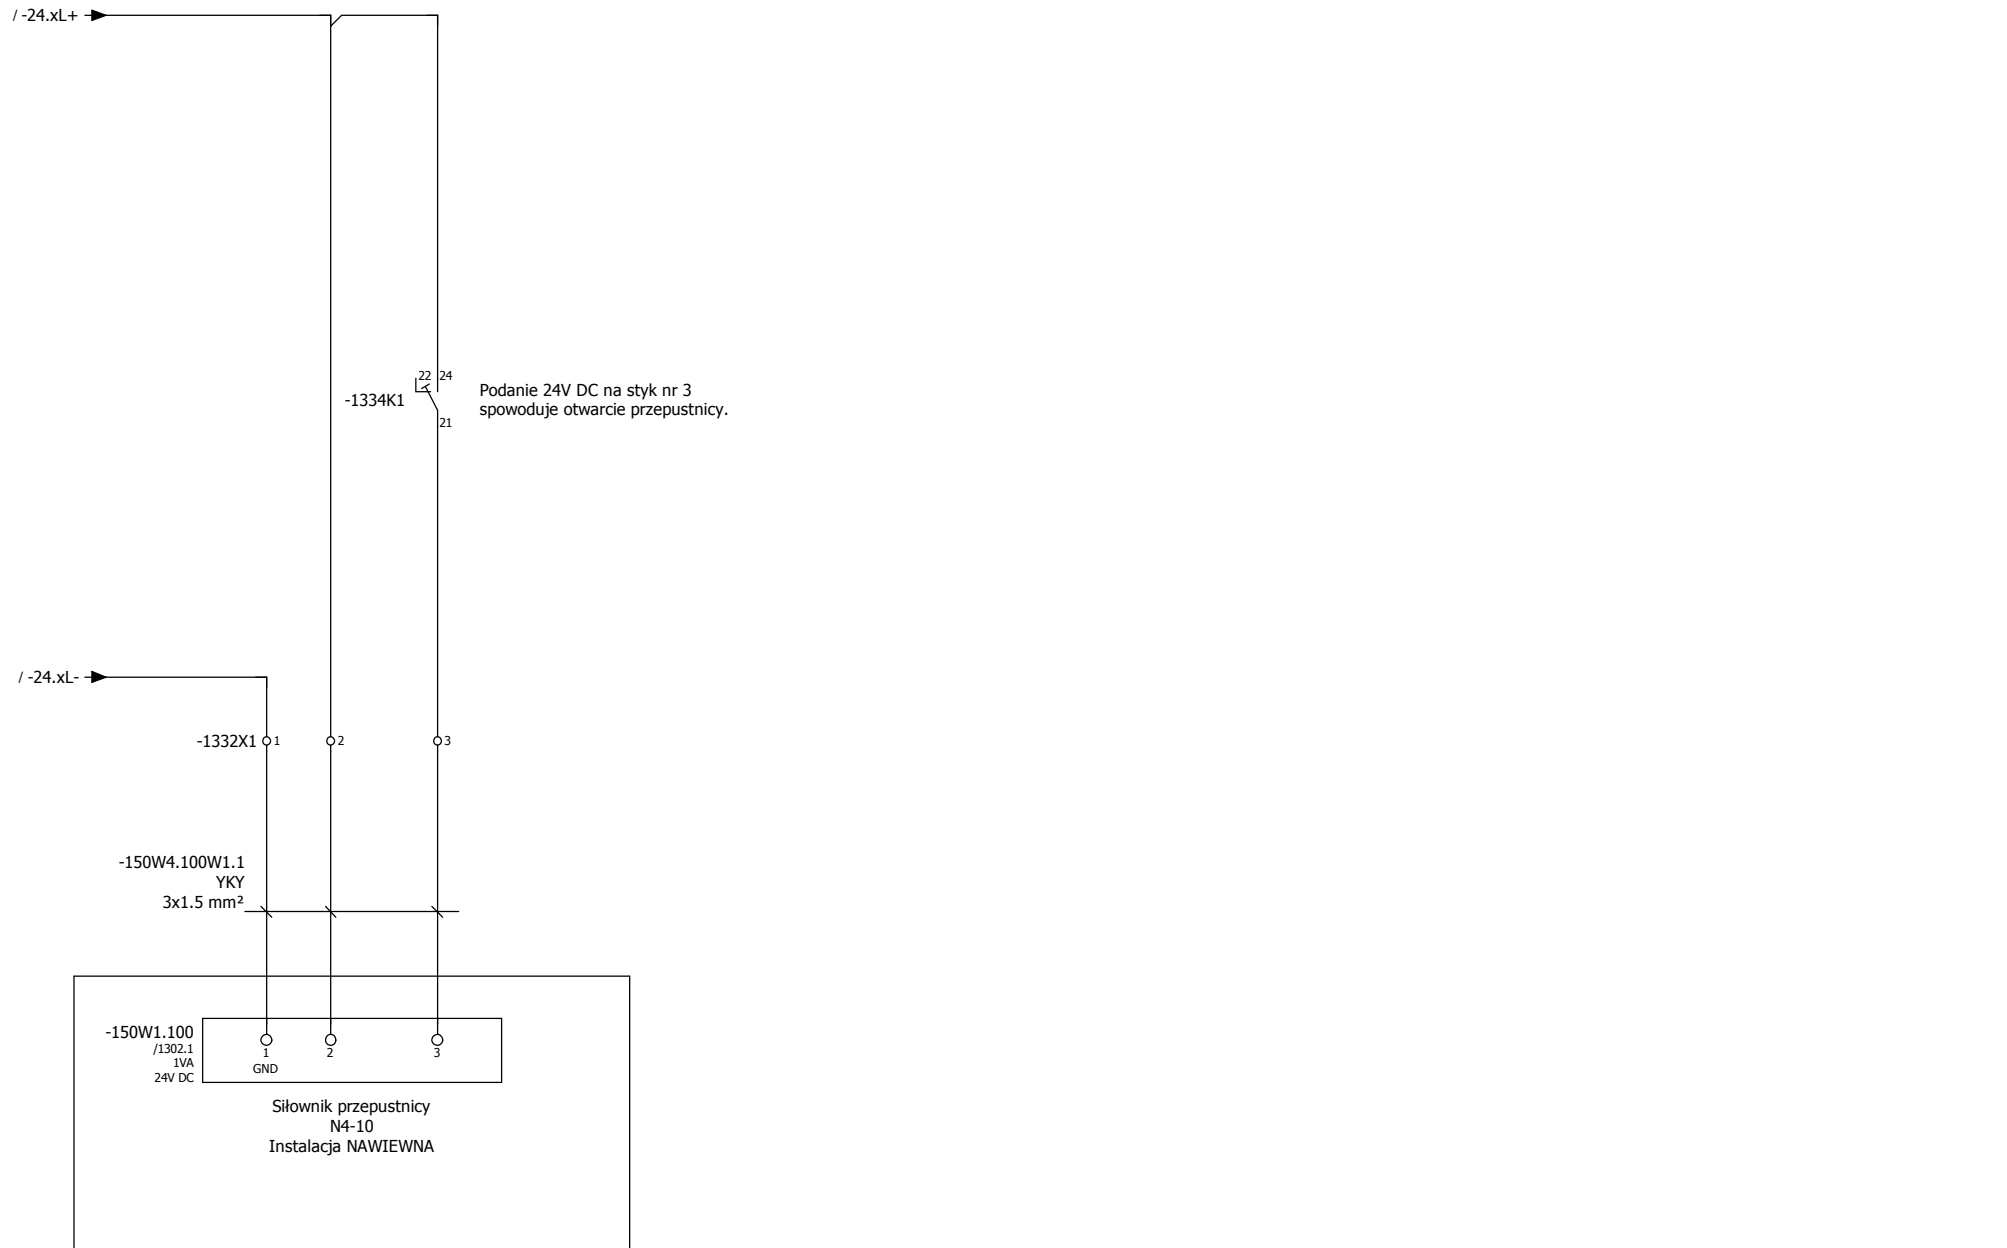 / -24.xL+
22 24
-1334K1
21
Podanie 24V DC na styk nr 3
spowoduje otwarcie przepustnicy.
/ -24.xL-
-1332X1 1 2 3
-150W4.100W1.1
YKY
3x1.5 mm²
-150W1.100
/1302.1
1VA
24V DC
1 2 3
GND
Siłownik przepustnicy
N4-10
Instalacja NAWIEWNA